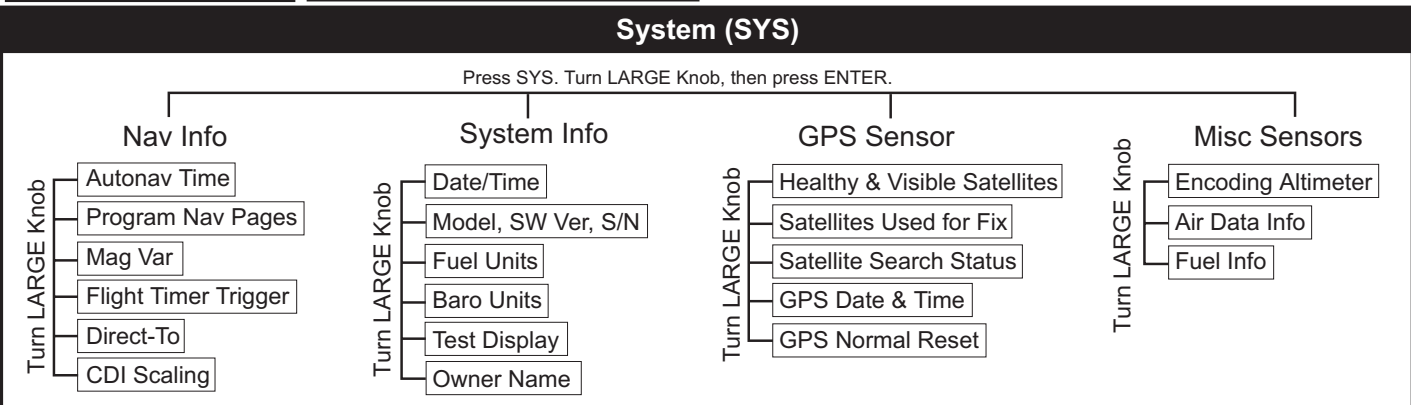 System (SYS)
Press SYS. Turn LARGE Knob, then press ENTER.
Nav Info
Turn LARGE Knob
Autonav Time
Program Nav Pages
Mag Var
Flight Timer Trigger
Direct-To
CDI Scaling
System Info
Turn LARGE Knob
Date/Time
Model, SW Ver, S/N
Fuel Units
Baro Units
Test Display
Owner Name
GPS Sensor
Turn LARGE Knob
Healthy & Visible Satellites
Satellites Used for Fix
Satellite Search Status
GPS Date & Time
GPS Normal Reset
Misc Sensors
Turn LARGE Knob
Encoding Altimeter
Air Data Info
Fuel Info